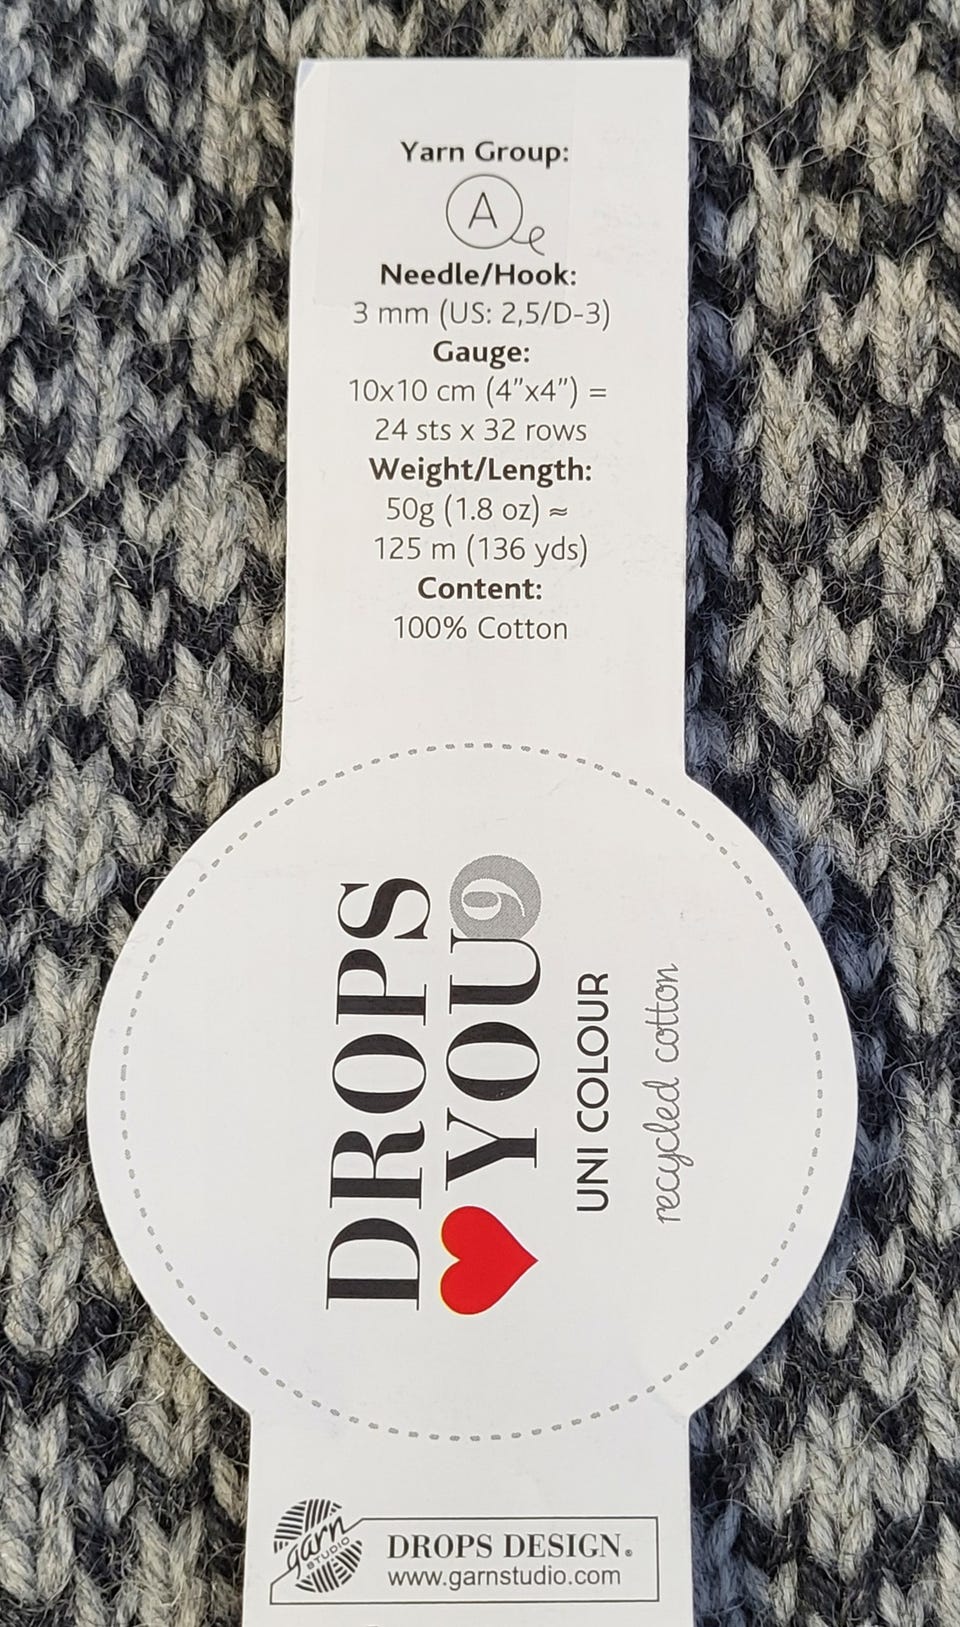 Yarn Group:
A
Needle/Hook:
3 mm (US: 2,5/D-3)
Gauge:
10x10 cm (4”x4”) =
24 sts x 32 rows
Weight/Length:
50g (1.8 oz) ≈
125 m (136 yds)
Content:
100% Cotton
DROPS
YOU 9
UNI COLOUR
recycled cotton
garn
STUDIO
DROPS DESIGN®
www.garnstudio.com